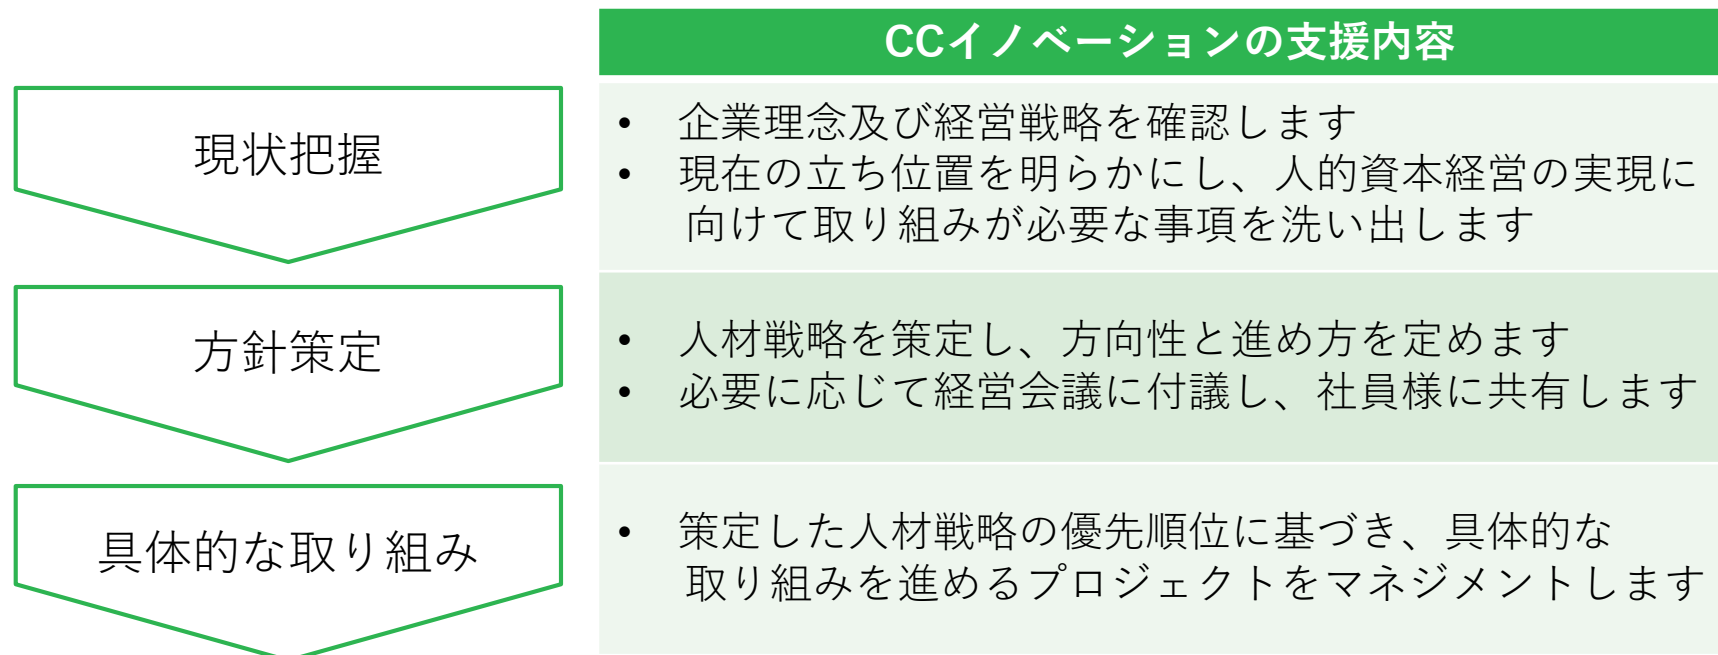 CCイノベーションの支援内容
現状把握
• 企業理念及び経営戦略を確認します
• 現在の立ち位置を明らかにし、人的資本経営の実現に
向けて取り組みが必要な事項を洗い出します
方針策定
• 人材戦略を策定し、方向性と進め方を定めます
• 必要に応じて経営会議に付議し、社員様に共有します
具体的な取り組み
• 策定した人材戦略の優先順位に基づき、具体的な
取り組みを進めるプロジェクトをマネジメントします